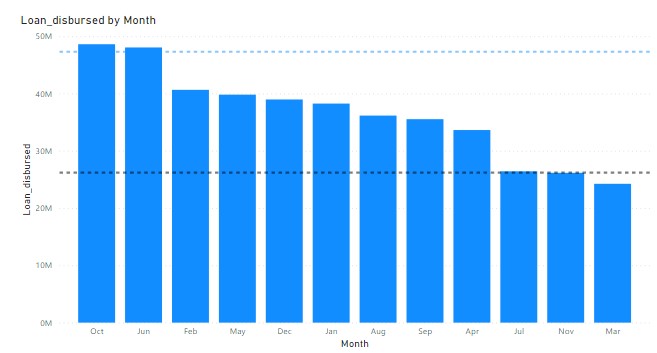 Loan_disbursed by Month
50M
40M
30M
20M
10M
0M
Loan_disbursed
Oct Jun Feb May Dec Jan Aug Sep Apr Jul Nov Mar
Month